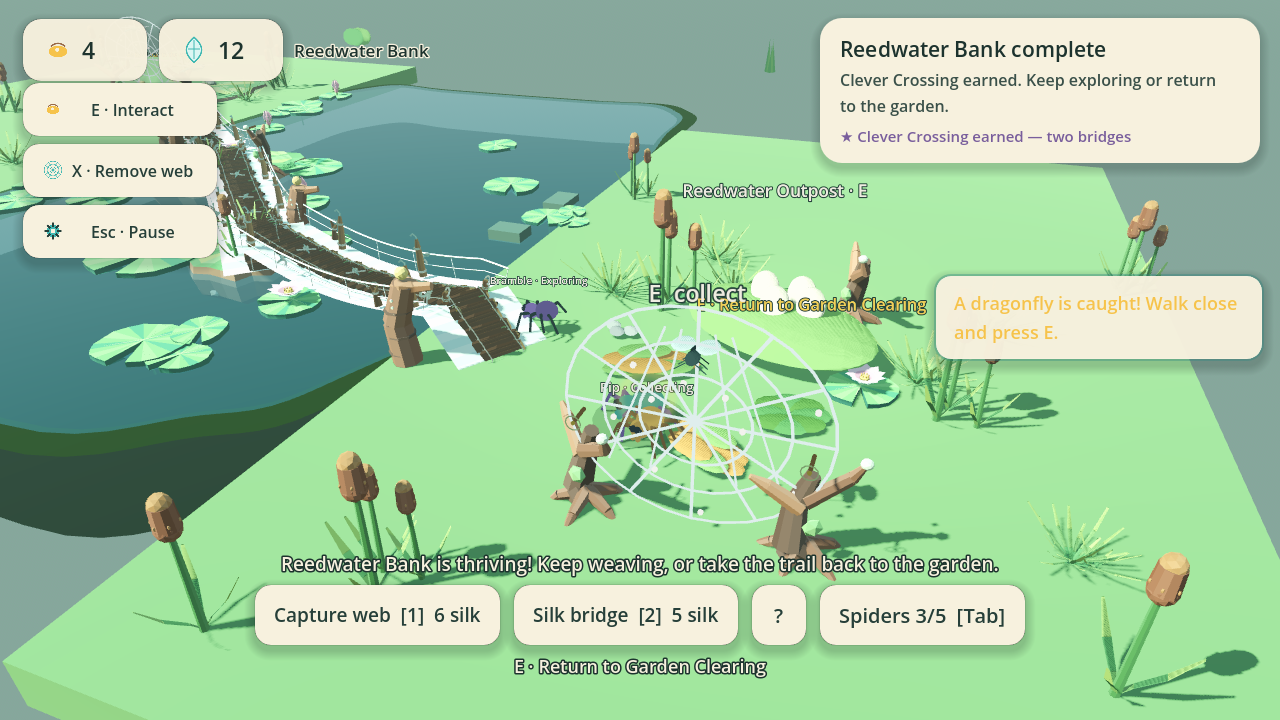 4
12
Reedwater Bank
E · Interact
X · Remove web
Esc · Pause
Reedwater Bank complete
Clever Crossing earned. Keep exploring or return
to the garden.
★ Clever Crossing earned — two bridges
Reedwater Outpost · E
Bramble · Exploring
E collect
Return to Garden Clearing
A dragonfly is caught! Walk close
and press E.
Pip · Collecting
Reedwater Bank is thriving! Keep weaving, or take the trail back to the garden.
Capture web [1] 6 silk
Silk bridge [2] 5 silk
?
Spiders 3/5 [Tab]
E · Return to Garden Clearing